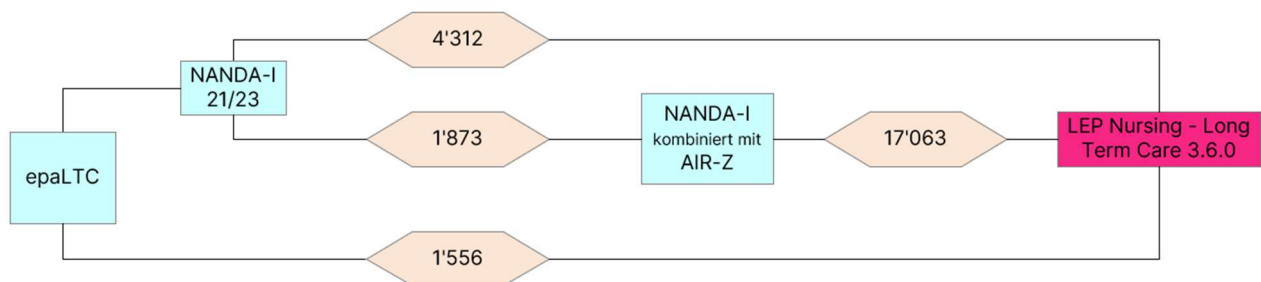 4'312
NANDA-I
21/23
1'873
NANDA-I
kombiniert mit
AIR-Z
17'063
LEP Nursing - Long
Term Care 3.6.0
epaLTC
1'556